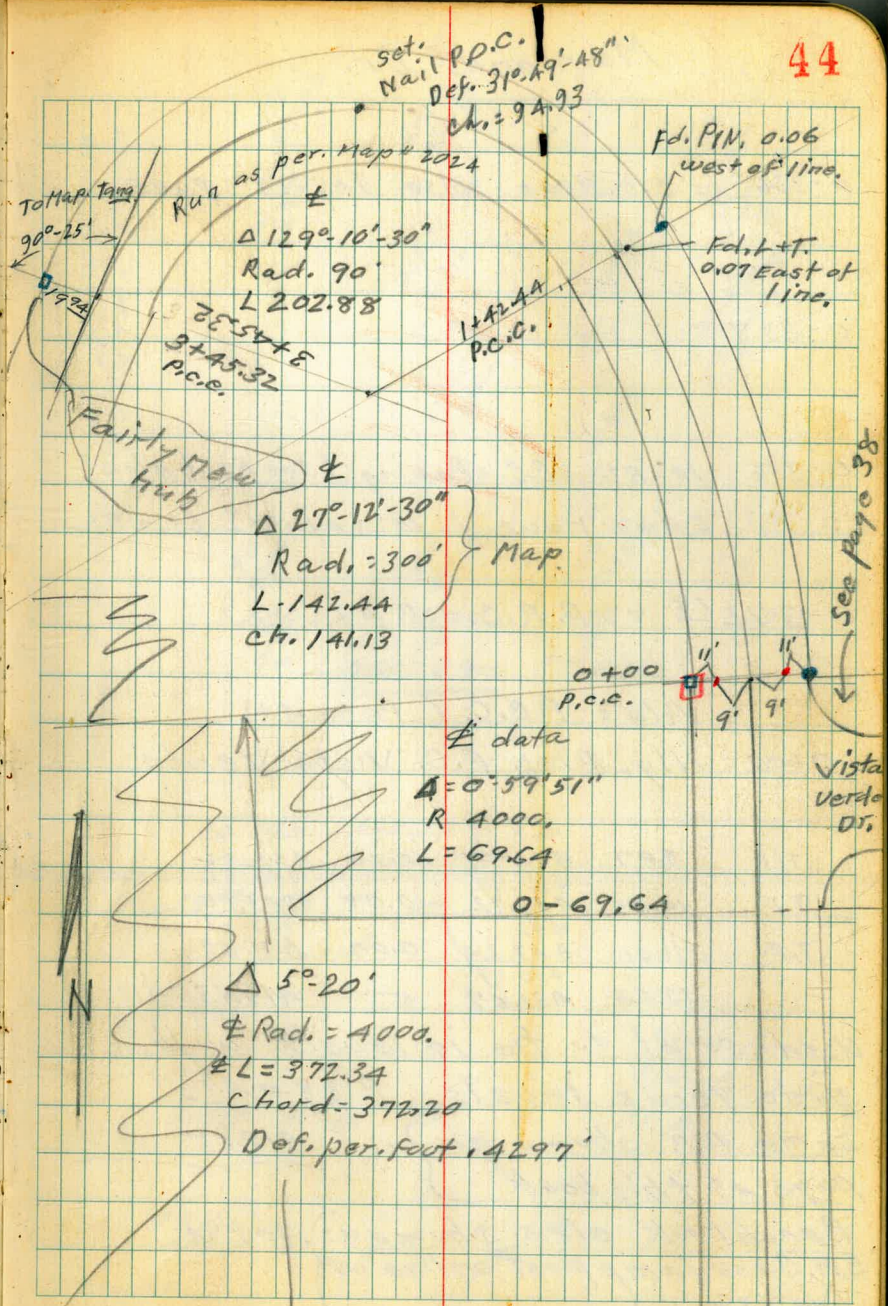 44
set.
Nail P.P.C.
Def. 31°-49'-48"
ch. = 94.93
Fd. PIN. 0.06
west of line.
Fd. L+T.
0.07 East of
line.
Run as per. Map # 2024
To Map. Tang.
90°-25'
1994
℄
Δ 129°-10'-30"
Rad. 90'
L 202.88
3+45.32
3+45.32
P.C.C.
1+42.44
P.C.C.
Fairly New
hub
℄
Δ 27°-12'-30"
Rad. = 300'
L - 142.44
ch. 141.13
Map
See page 38
0+00
P.C.C.
11'
11'
9'
9'
℄ data
Δ = 0°-59'51"
R 4000.
L = 69.64
0 - 69.64
Vista
Verde
Dr.
N
Δ 5°-20'
℄ Rad. = 4000.
℄ L = 372.34
Chord = 372.20
Def. per. foot .4297'